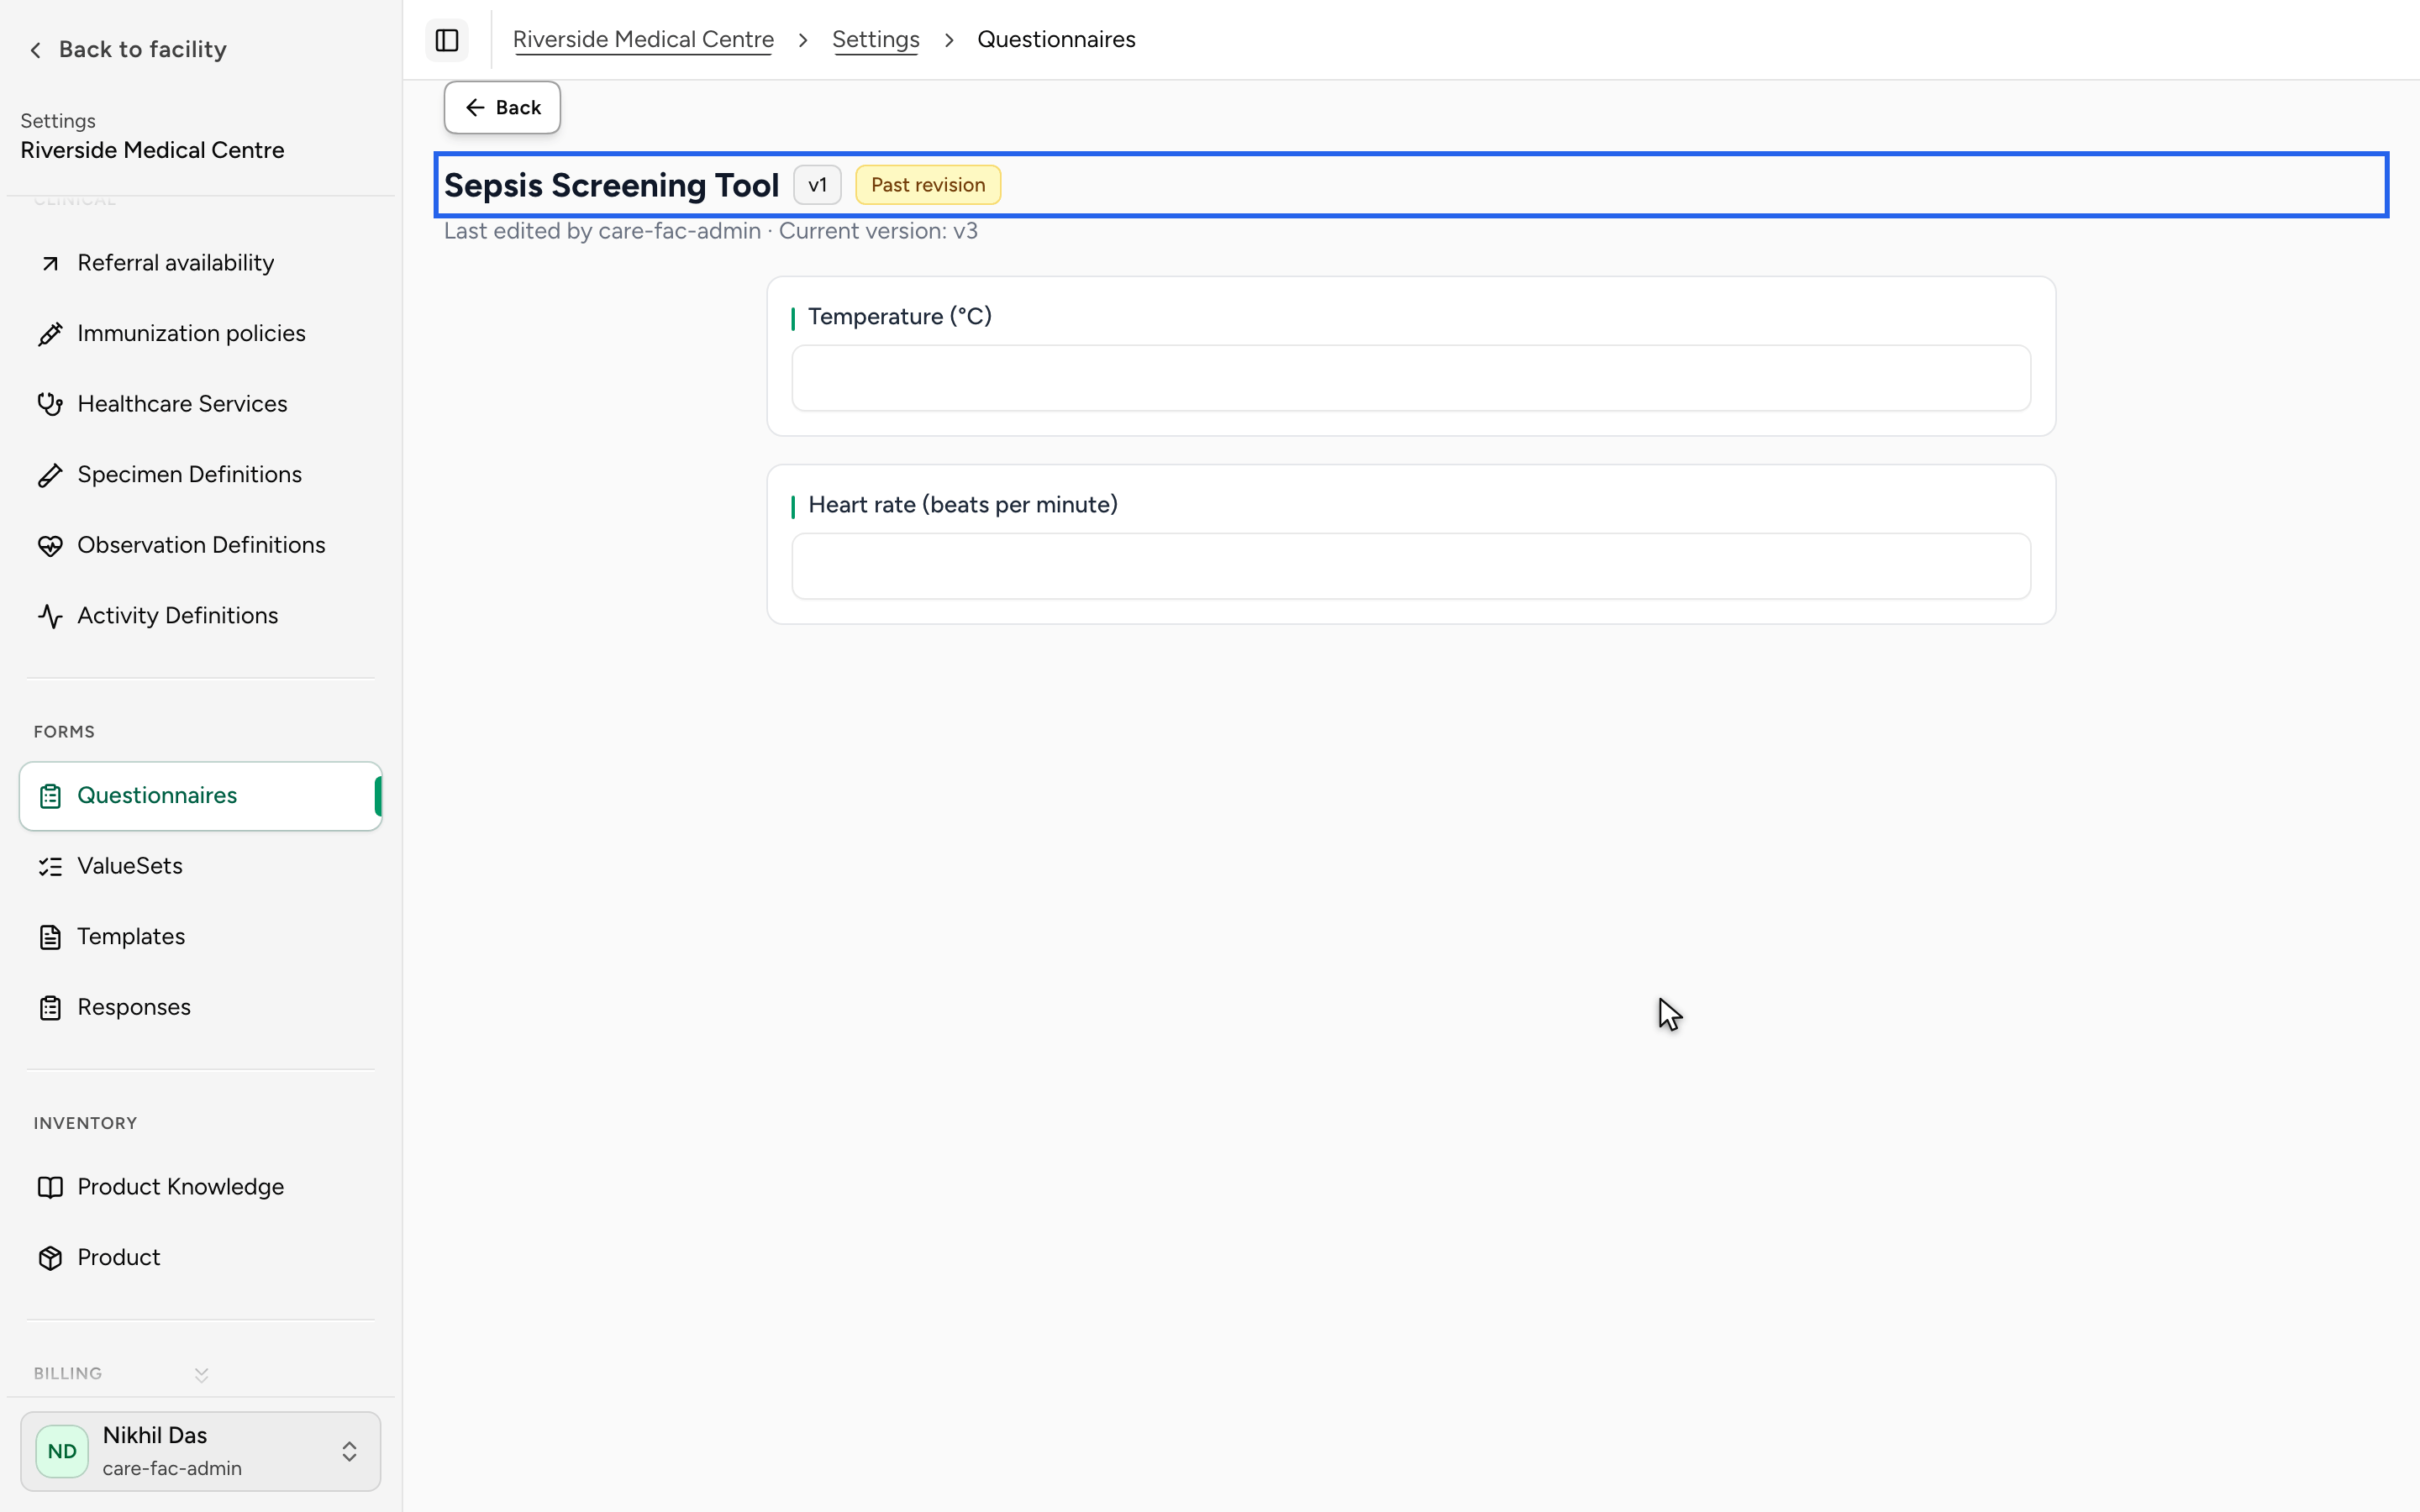 Back to facility
Settings
Riverside Medical Centre
CLINICAL
Referral availability
Immunization policies
Healthcare Services
Specimen Definitions
Observation Definitions
Activity Definitions
FORMS
Questionnaires
ValueSets
Templates
Responses
INVENTORY
Product Knowledge
Product
BILLING
ND
Nikhil Das
care-fac-admin
Riverside Medical Centre > Settings > Questionnaires
Back
Sepsis Screening Tool v1 Past revision
Last edited by care-fac-admin · Current version: v3
Temperature (°C)
Heart rate (beats per minute)